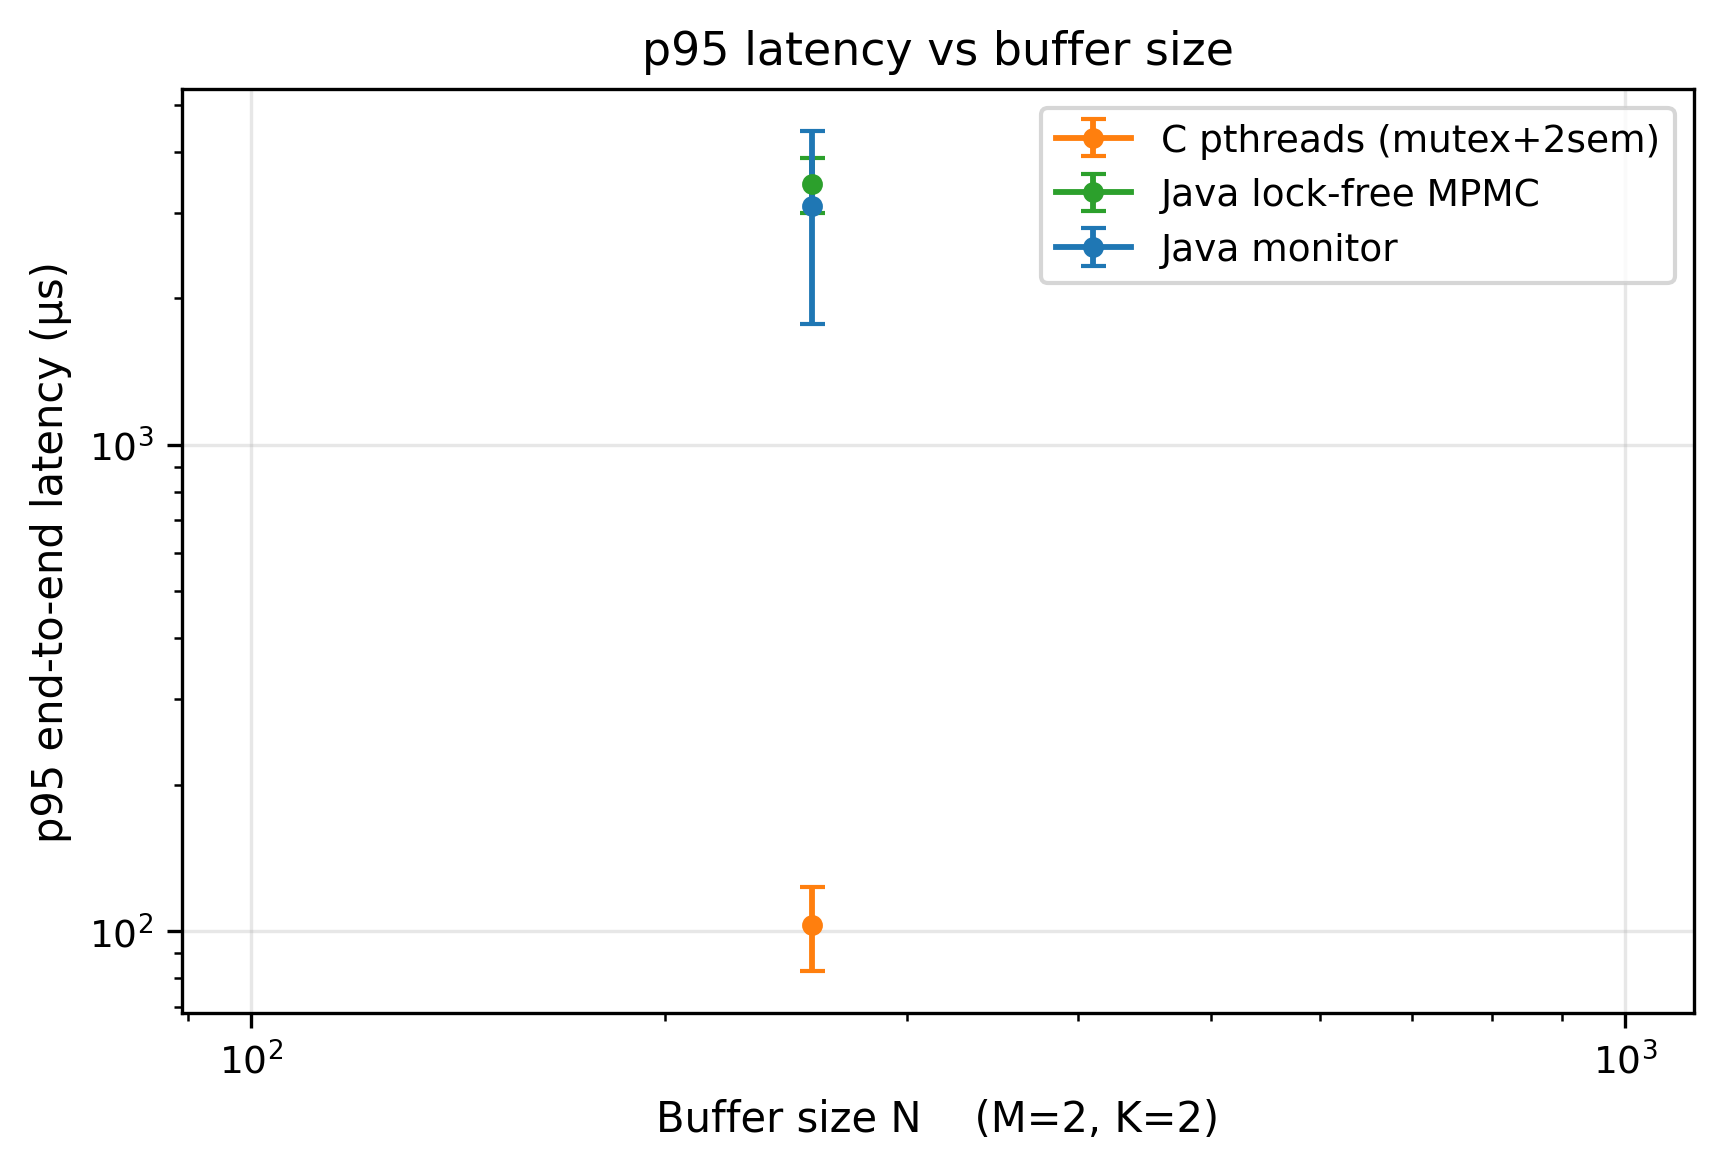 p95 latency vs buffer size
C pthreads (mutex+2sem)
Java lock-free MPMC
Java monitor
p95 end-to-end latency (µs)
10³
10²
10²
10³
Buffer size N (M=2, K=2)